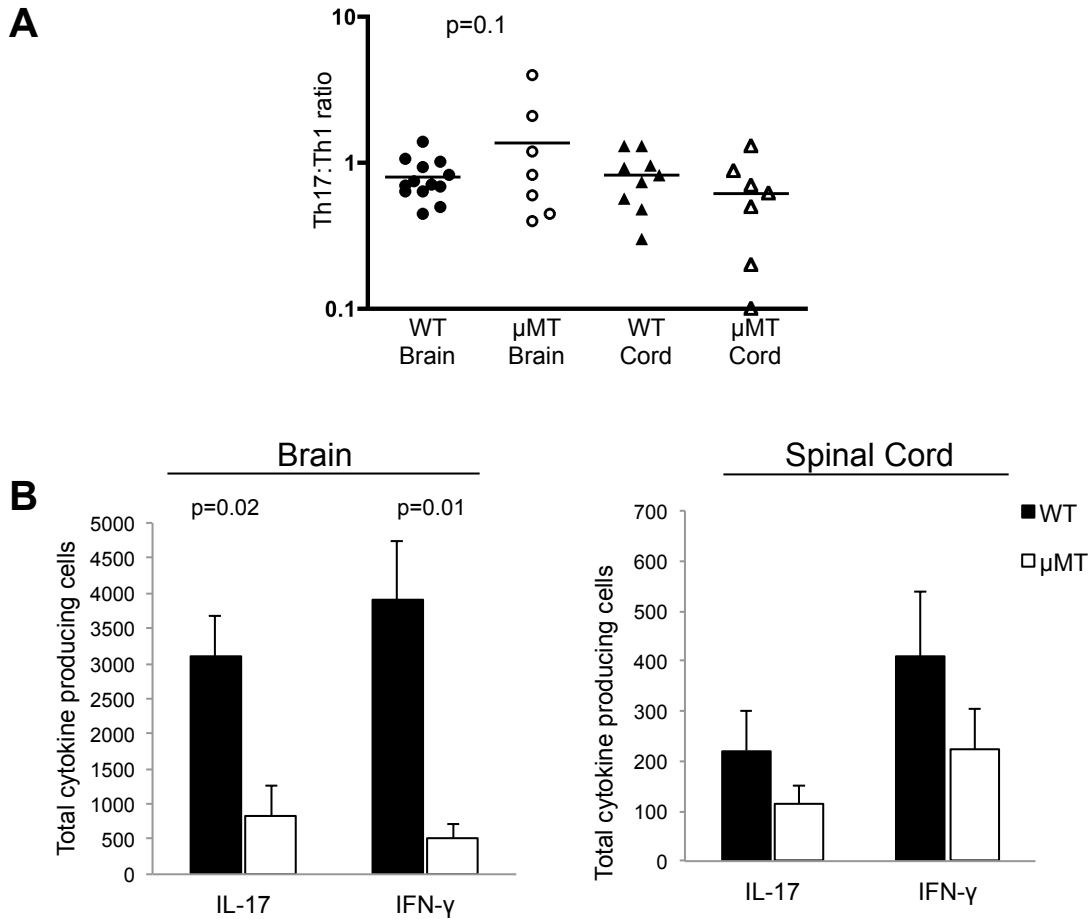 A
p=0.1
Th17:Th1 ratio
10
1
0.1
WT
Brain
µMT
Brain
WT
Cord
µMT
Cord
B
Brain
p=0.02
p=0.01
Total cytokine producing cells
5000
4500
4000
3500
3000
2500
2000
1500
1000
500
0
IL-17
IFN-γ
Spinal Cord
Total cytokine producing cells
700
600
500
400
300
200
100
0
IL-17
IFN-γ
WT
µMT